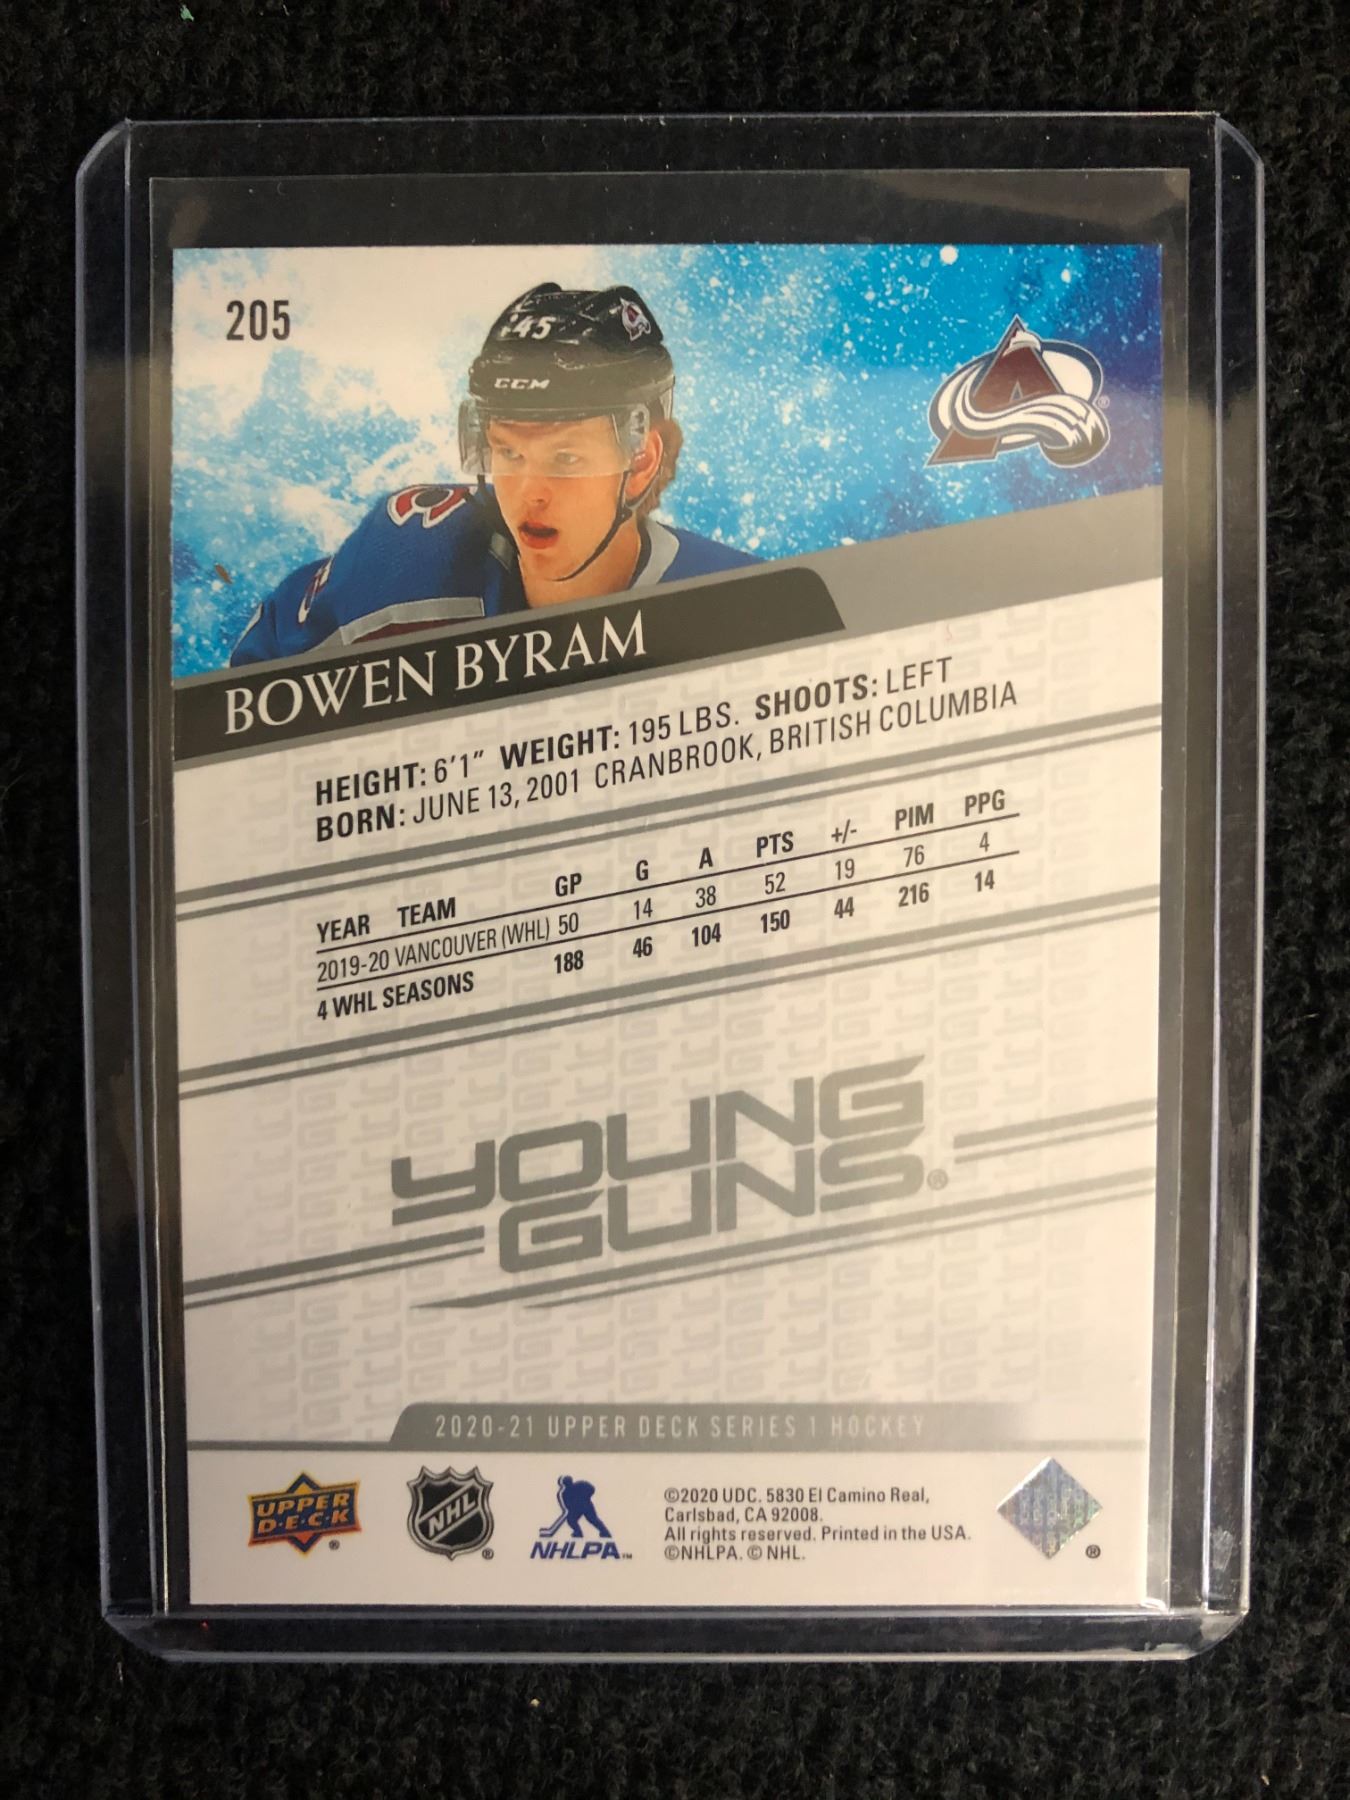 205
45
CCM
A
®
BOWEN BYRAM
HEIGHT: 6'1" WEIGHT: 195 LBS. SHOOTS: LEFT
BORN: JUNE 13, 2001 CRANBROOK, BRITISH COLUMBIA
YEAR TEAM GP G A PTS +/- PIM PPG
2019-20 VANCOUVER (WHL) 50 14 38 52 19 76 4
4 WHL SEASONS 188 46 104 150 44 216 14
YOUNG
GUNS®
2020-21 UPPER DECK SERIES 1 HOCKEY
UPPER
D·E·C·K
®
NHL
®
NHLPA™
©2020 UDC. 5830 El Camino Real,
Carlsbad, CA 92008.
All rights reserved. Printed in the USA.
©NHLPA. © NHL.
®